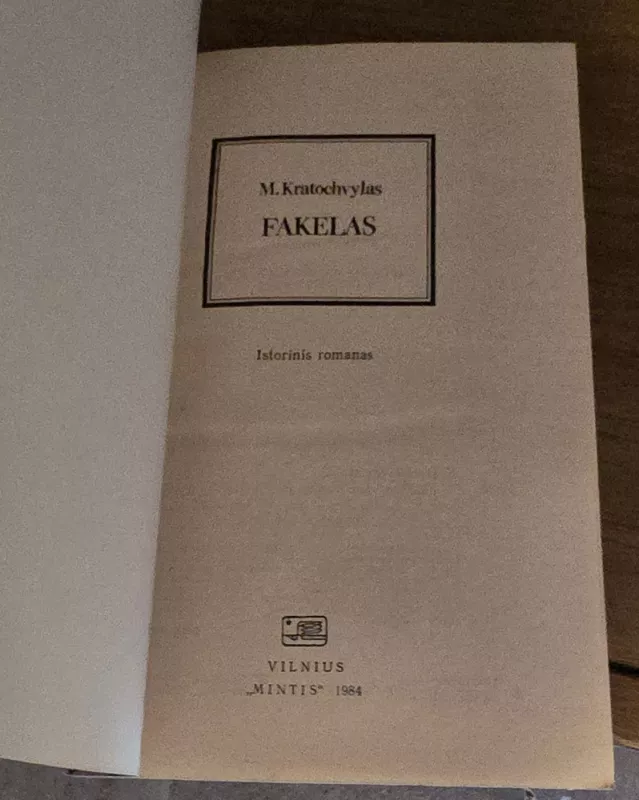 M. Kratochvylas
FAKELAS
Istorinis romanas
VILNIUS
„MINTIS“ 1984